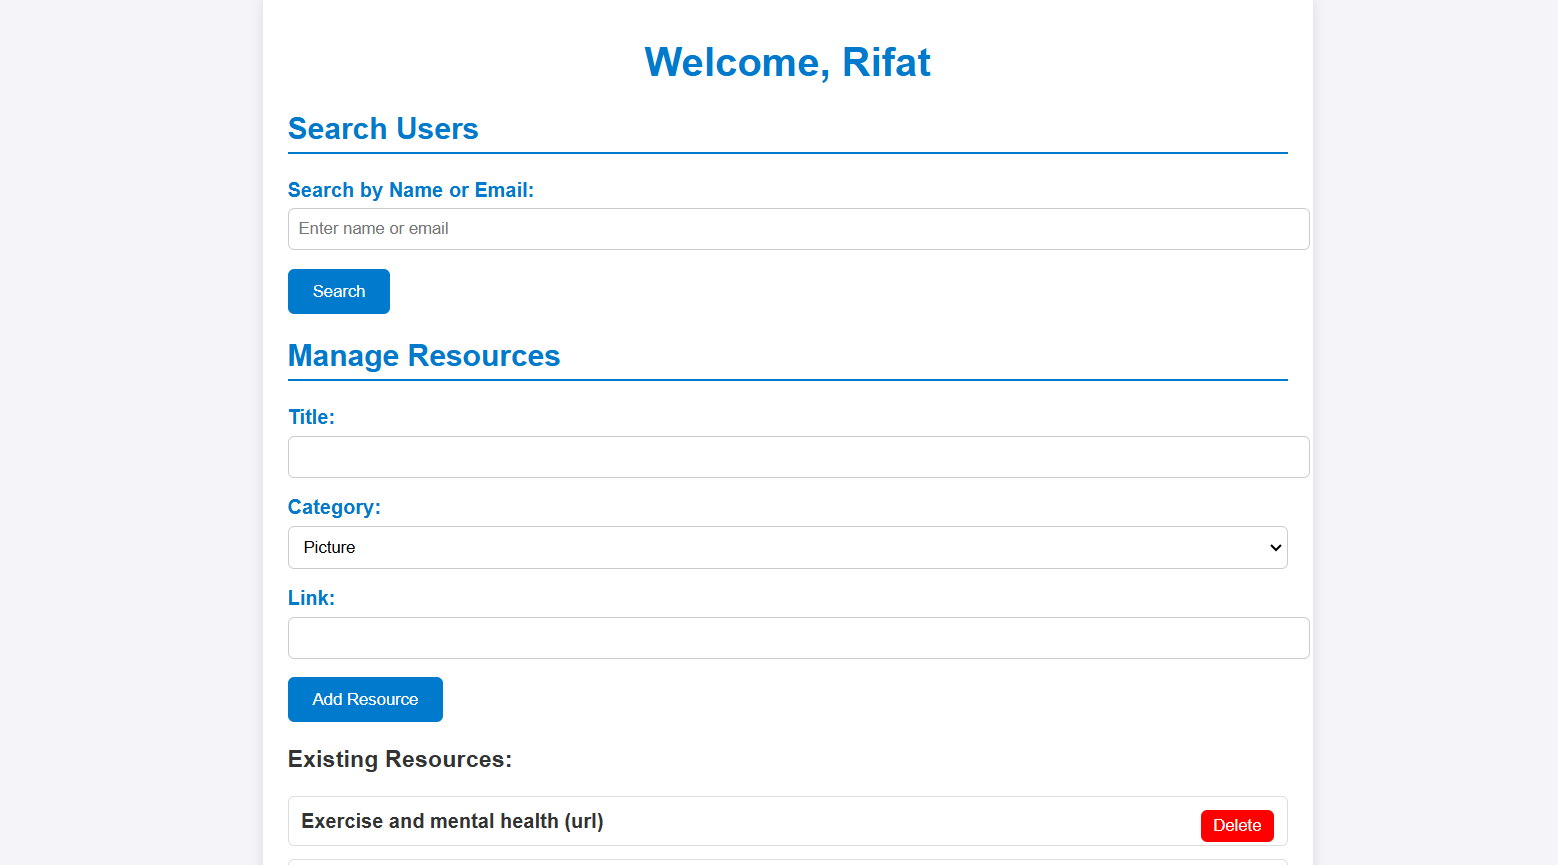 Welcome, Rifat
Search Users
Search by Name or Email:
Enter name or email
Search
Manage Resources
Title:
Category:
Picture
Link:
Add Resource
Existing Resources:
Exercise and mental health (url)
Delete